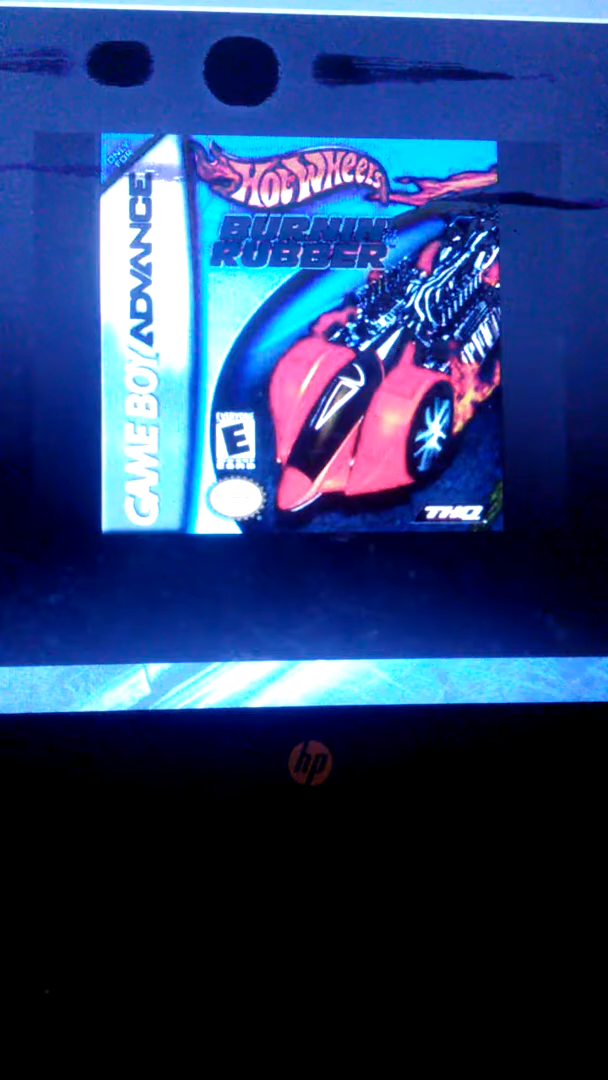 ONLY
FOR
GAME BOY ADVANCE
HOT WHEELS
BURNIN'
RUBBER
E
THQ
hp